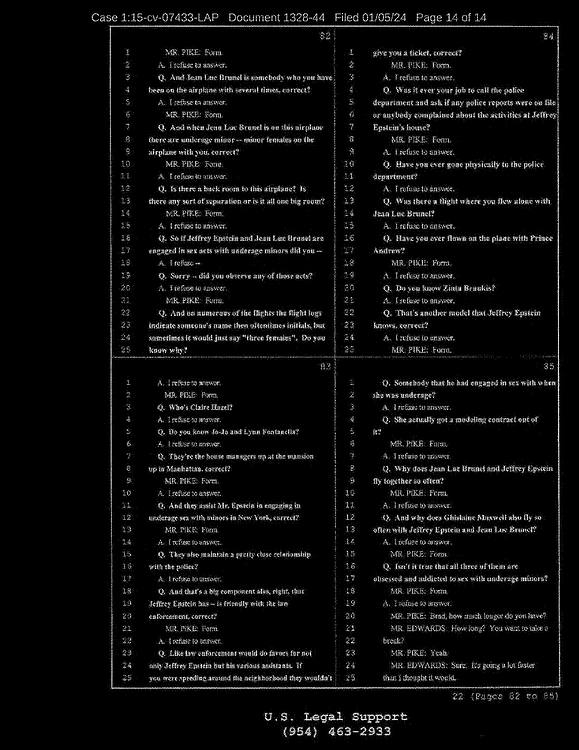 Case 1:15-cv-07433-LAP Document 1328-44 Filed 01/05/24 Page 14 of 14
82
1 MR. PIKE: Form.
2 A. I refuse to answer.
3 Q. And Jean Luc Brunel is somebody who you have
4 been on the airplane with several times, correct?
5 A. I refuse to answer.
6 MR. PIKE: Form.
7 Q. And when Jean Luc Brunel is on this airplane
8 there are underage minor -- minor females on the
9 airplane with you, correct?
10 MR. PIKE: Form.
11 A. I refuse to answer.
12 Q. Is there a back room to this airplane? Is
13 there any sort of separation or is it all one big room?
14 MR. PIKE: Form.
15 A. I refuse to answer.
16 Q. So if Jeffrey Epstein and Jean Luc Brunel are
17 engaged in sex acts with underage minors did you --
18 A. I refuse --
19 Q. Sorry -- did you observe any of those acts?
20 A. I refuse to answer.
21 MR. PIKE: Form.
22 Q. And on numerous of the flights the flight logs
23 indicate someone's name then oftentimes initials, but
24 sometimes it would just say "three females". Do you
25 know why?
83
1 A. I refuse to answer.
2 MR. PIKE: Form.
3 Q. Who's Claire Hazel?
4 A. I refuse to answer.
5 Q. Do you know Jo-Jo and Lynn Fontanella?
6 A. I refuse to answer.
7 Q. They're the house managers up at the mansion
8 up in Manhattan, correct?
9 MR. PIKE: Form.
10 A. I refuse to answer.
11 Q. And they assist Mr. Epstein in engaging in
12 underage sex with minors in New York, correct?
13 MR. PIKE: Form.
14 A. I refuse to answer.
15 Q. They also maintain a pretty close relationship
16 with the police?
17 A. I refuse to answer.
18 Q. And that's a big component also, right, that
19 Jeffrey Epstein has -- is friendly with the law
20 enforcement, correct?
21 MR. PIKE: Form.
22 A. I refuse to answer.
23 Q. Like law enforcement would do favors for not
24 only Jeffrey Epstein but his various assistants. If
25 you were speeding around the neighborhood they wouldn't
84
1 give you a ticket, correct?
2 MR. PIKE: Form.
3 A. I refuse to answer.
4 Q. Was it ever your job to call the police
5 department and ask if any police reports were on file
6 or anybody complained about the activities at Jeffrey
7 Epstein's house?
8 MR. PIKE: Form.
9 A. I refuse to answer.
10 Q. Have you ever gone physically to the police
11 department?
12 A. I refuse to answer.
13 Q. Was there a flight where you flew alone with
14 Jean Luc Brunel?
15 A. I refuse to answer.
16 Q. Have you ever flown on the plane with Prince
17 Andrew?
18 MR. PIKE: Form.
19 A. I refuse to answer.
20 Q. Do you know Zinta Braukis?
21 A. I refuse to answer.
22 Q. That's another model that Jeffrey Epstein
23 knows, correct?
24 A. I refuse to answer.
25 MR. PIKE: Form.
85
1 Q. Somebody that he had engaged in sex with when
2 she was underage?
3 A. I refuse to answer.
4 Q. She actually got a modeling contract out of
5 it?
6 MR. PIKE: Form.
7 A. I refuse to answer.
8 Q. Why does Jean Luc Brunel and Jeffrey Epstein
9 fly together so often?
10 MR. PIKE: Form.
11 A. I refuse to answer.
12 Q. And why does Ghislaine Maxwell also fly so
13 often with Jeffrey Epstein and Jean Luc Brunel?
14 A. I refuse to answer.
15 MR. PIKE: Form.
16 Q. Isn't it true that all three of them are
17 obsessed and addicted to sex with underage minors?
18 MR. PIKE: Form.
19 A. I refuse to answer.
20 MR. PIKE: Brad, how much longer do you have?
21 MR. EDWARDS: How long? You want to take a
22 break?
23 MR. PIKE: Yeah.
24 MR. EDWARDS: Sure. It's going a lot faster
25 than I thought it would.
22 (Pages 82 to 85)
U.S. Legal Support
(954) 463-2933